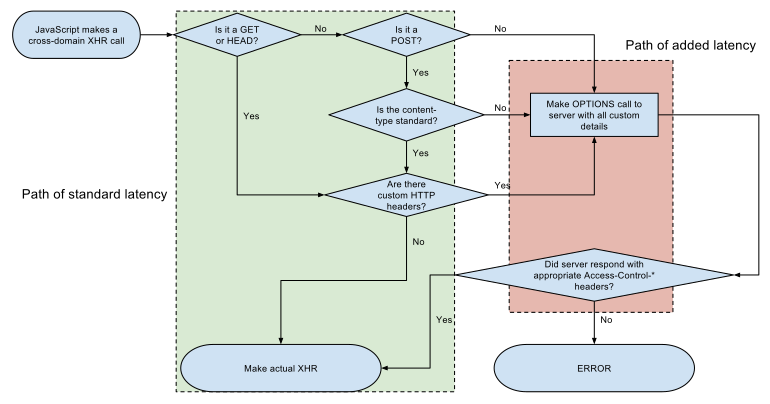 JavaScript makes a
cross-domain XHR call
Is it a GET
or HEAD?
No
Is it a
POST?
No
Path of added latency
Yes
Yes
Is the content-
type standard?
No
Make OPTIONS call to
server with all custom
details
Yes
Path of standard latency
Are there
custom HTTP
headers?
Yes
No
Did server respond with
appropriate Access-Control-*
headers?
Yes
No
Make actual XHR
ERROR